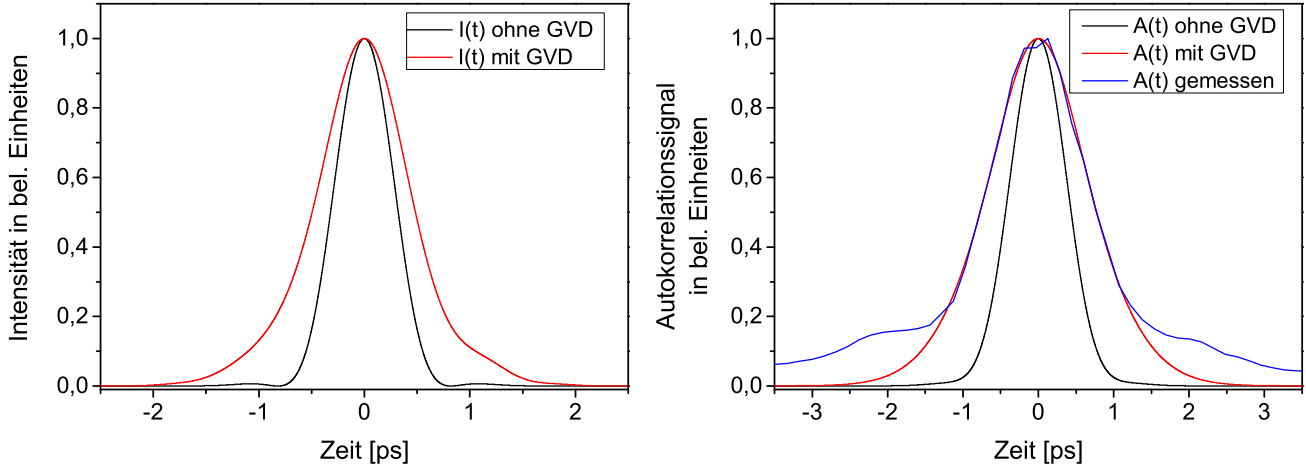 Intensität in bel. Einheiten
1,0
0,8
0,6
0,4
0,2
0,0
I(t) ohne GVD
I(t) mit GVD
-2
-1
0
1
2
Zeit [ps]
Autokorrelationssignal
in bel. Einheiten
1,0
0,8
0,6
0,4
0,2
0,0
A(t) ohne GVD
A(t) mit GVD
A(t) gemessen
-3
-2
-1
0
1
2
3
Zeit [ps]